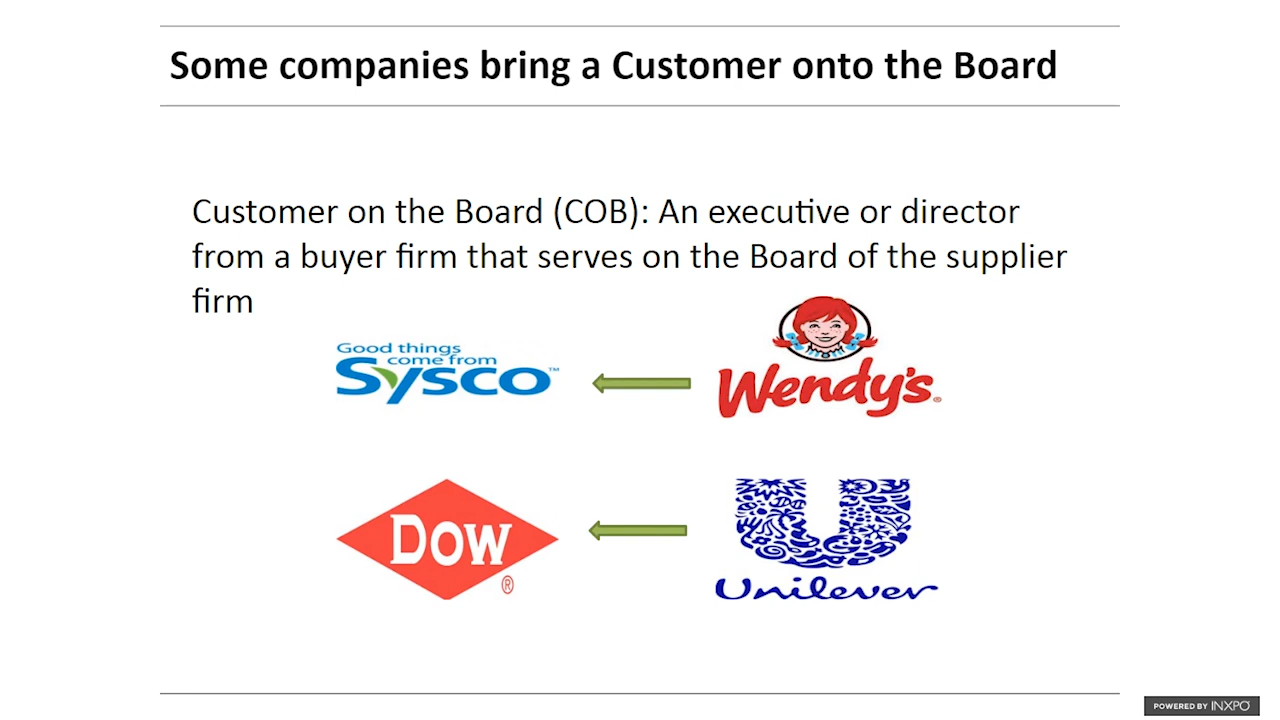 Some companies bring a Customer onto the Board
Customer on the Board (COB): An executive or director
from a buyer firm that serves on the Board of the supplier
firm
Good things
come from
Sysco™
Wendy's®
Dow®
Unilever
POWERED BY INXPO